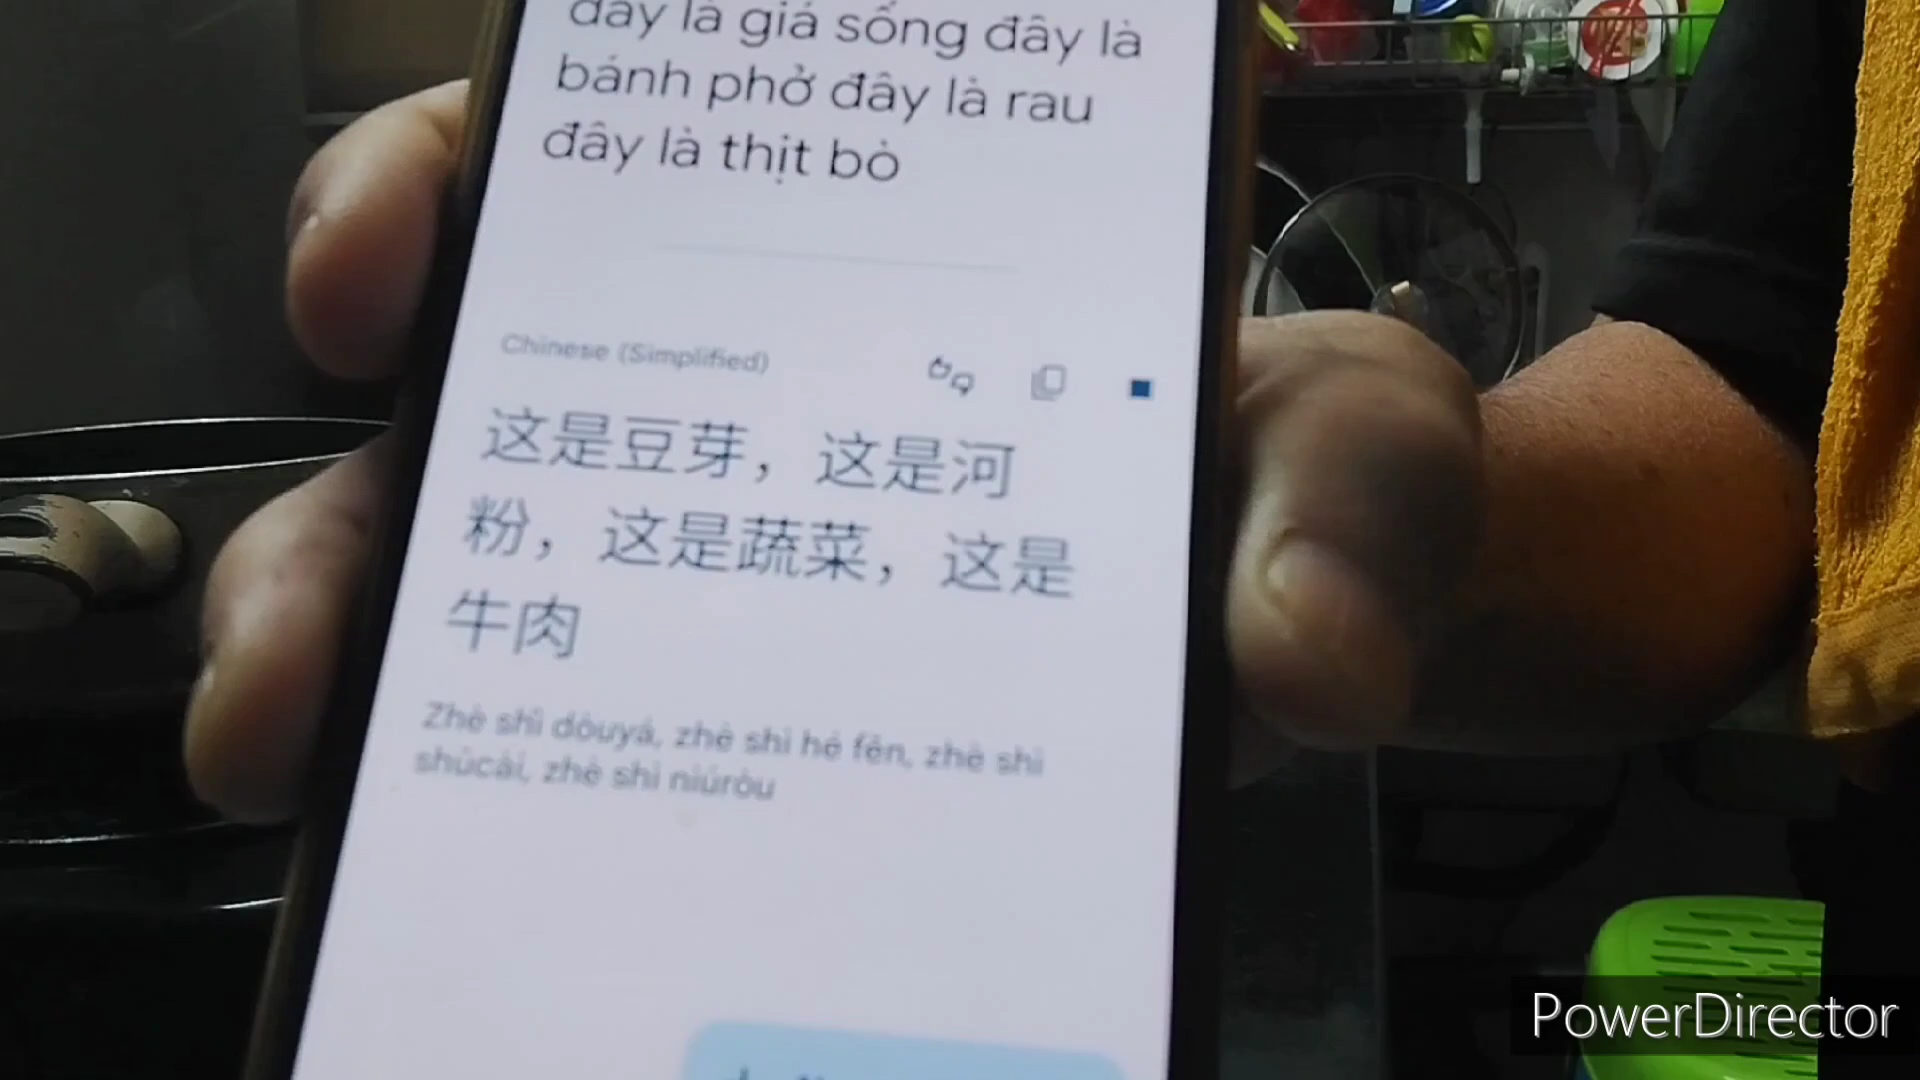 đây là giá sống đây là
bánh phở đây là rau
đây là thịt bò
Chinese (Simplified)
这是豆芽，这是河
粉，这是蔬菜，这是
牛肉
Zhè shì dòuyá, zhè shì hé fěn, zhè shì
shūcài, zhè shì niúròu
PowerDirector